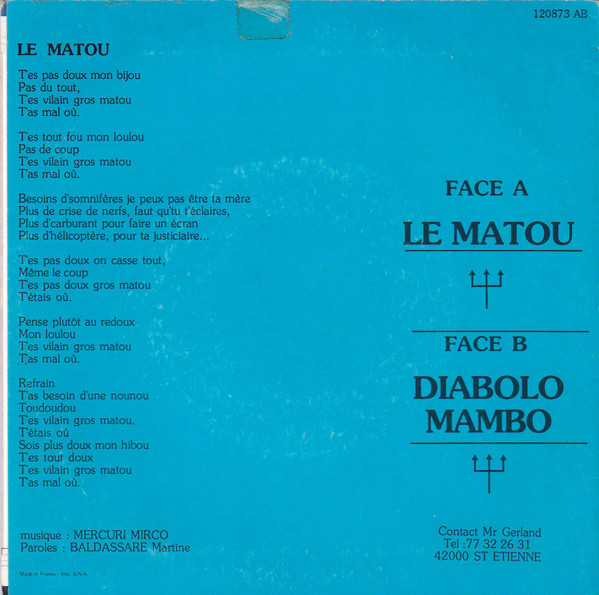 120873 AB
LE MATOU
T'es pas doux mon bijou
Pas du tout,
T'es vilain gros matou
T'as mal où.
T'es tout fou mon loulou
Pas de coup
T'es vilain gros matou
T'as mal où.
Besoins d'somnifères je peux pas être ta mère
Plus de crise de nerfs, faut qu'tu t'éclaires,
Plus d'carburant pour faire un écran
Plus d'hélicoptère, pour ta justiciaire...
T'es pas doux on casse tout,
Même le coup
T'es pas doux gros matou
T'étais où.
Pense plutôt au redoux
Mon loulou
T'es vilain gros matou
T'as mal où.
Refrain
T'as besoin d'une nounou
Toudoudou
T'es vilain gros matou.
T'étais où
Sois plus doux mon hibou
T'es tout doux
T'es vilain gros matou
T'as mal où.
musique : MERCURI MIRCO
Paroles : BALDASSARE Martine
Made in France - Imp. S.N.A.
FACE A
LE MATOU
FACE B
DIABOLO
MAMBO
Contact Mr Gerland
Tel :77 32 26 31
42000 ST ETIENNE